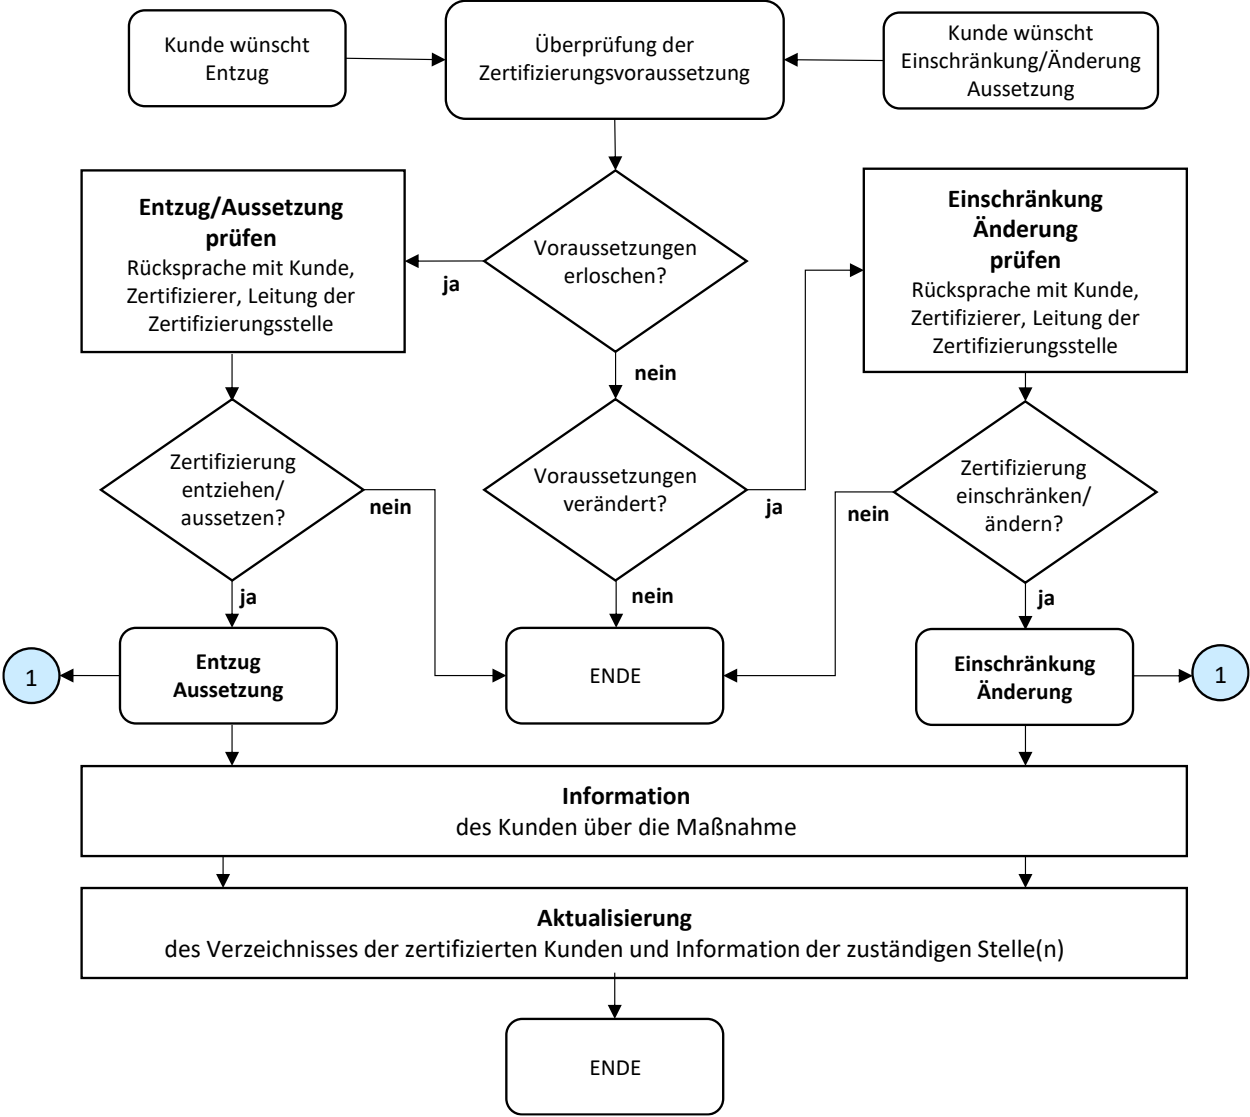 Kunde wünscht
Entzug
Überprüfung der
Zertifizierungsvoraussetzung
Kunde wünscht
Einschränkung/Änderung
Aussetzung
Entzug/Aussetzung
prüfen
Rücksprache mit Kunde,
Zertifizierer, Leitung der
Zertifizierungsstelle
ja
Voraussetzungen
erloschen?
nein
Einschränkung
Änderung
prüfen
Rücksprache mit Kunde,
Zertifizierer, Leitung der
Zertifizierungsstelle
Zertifizierung
entziehen/
aussetzen?
nein
ja
Voraussetzungen
verändert?
ja
nein
Zertifizierung
einschränken/
ändern?
nein
ja
1
Entzug
Aussetzung
ENDE
Einschränkung
Änderung
1
Information
des Kunden über die Maßnahme
Aktualisierung
des Verzeichnisses der zertifizierten Kunden und Information der zuständigen Stelle(n)
ENDE